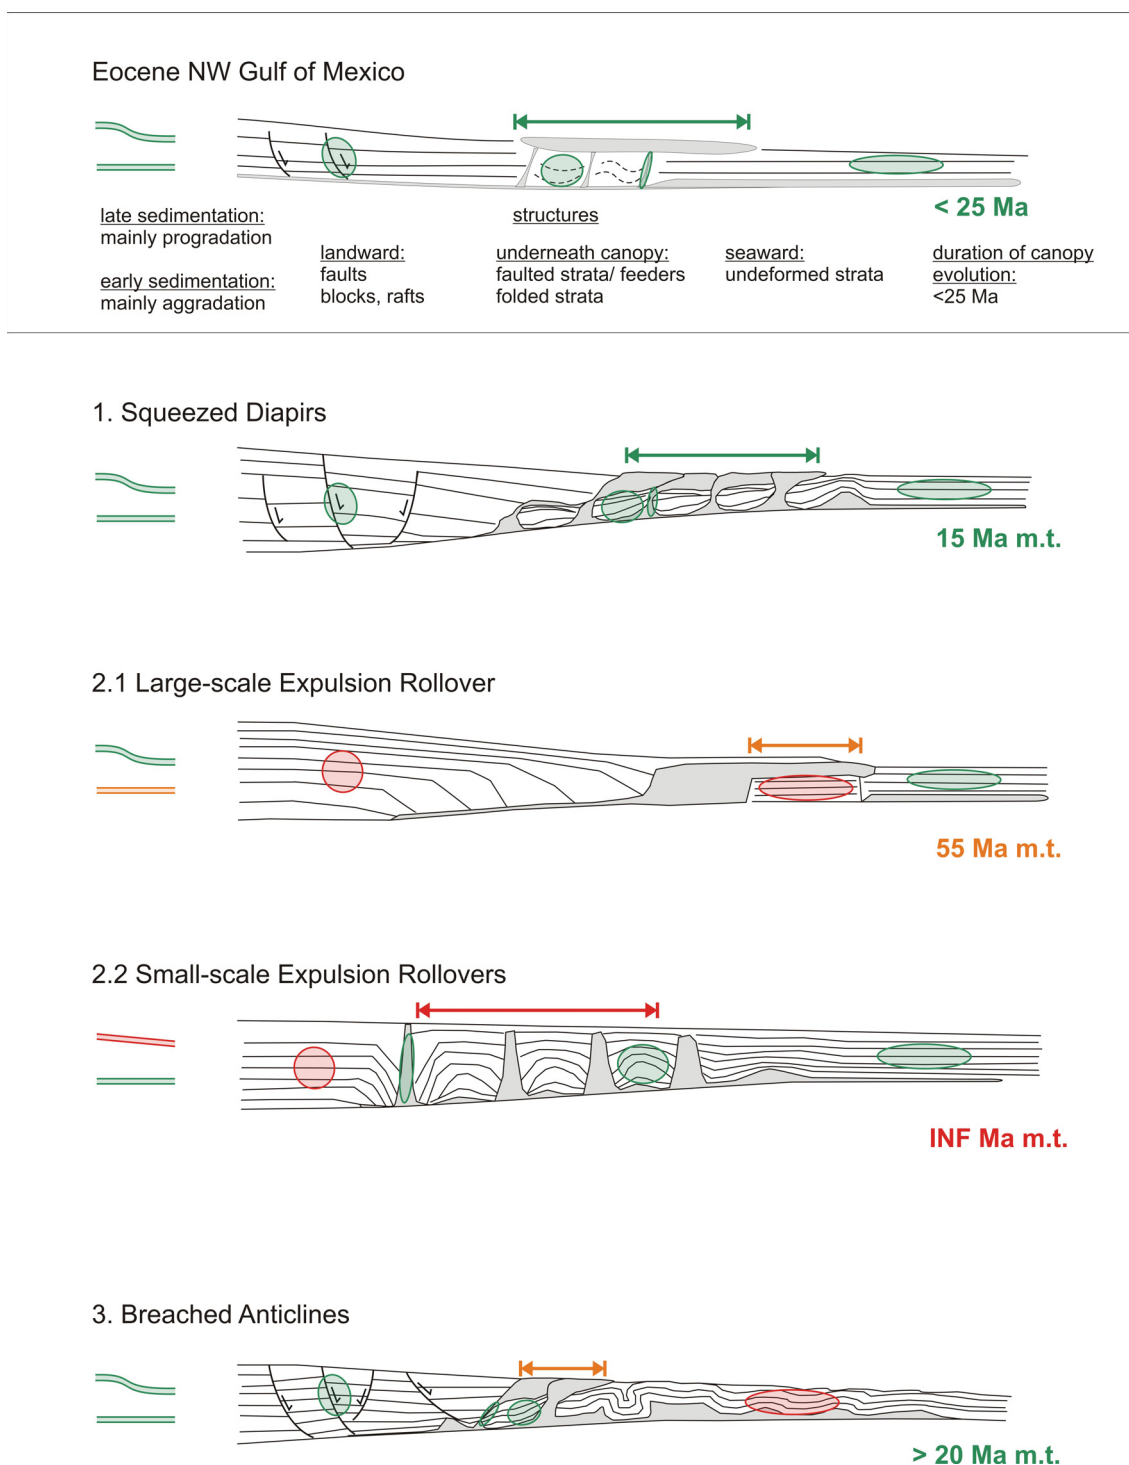 Eocene NW Gulf of Mexico
< 25 Ma
late sedimentation:
mainly progradation
early sedimentation:
mainly aggradation
landward:
faults
blocks, rafts
structures
underneath canopy:
faulted strata/ feeders
folded strata
seaward:
undeformed strata
duration of canopy
evolution:
<25 Ma
1. Squeezed Diapirs
15 Ma m.t.
2.1 Large-scale Expulsion Rollover
55 Ma m.t.
2.2 Small-scale Expulsion Rollovers
INF Ma m.t.
3. Breached Anticlines
> 20 Ma m.t.